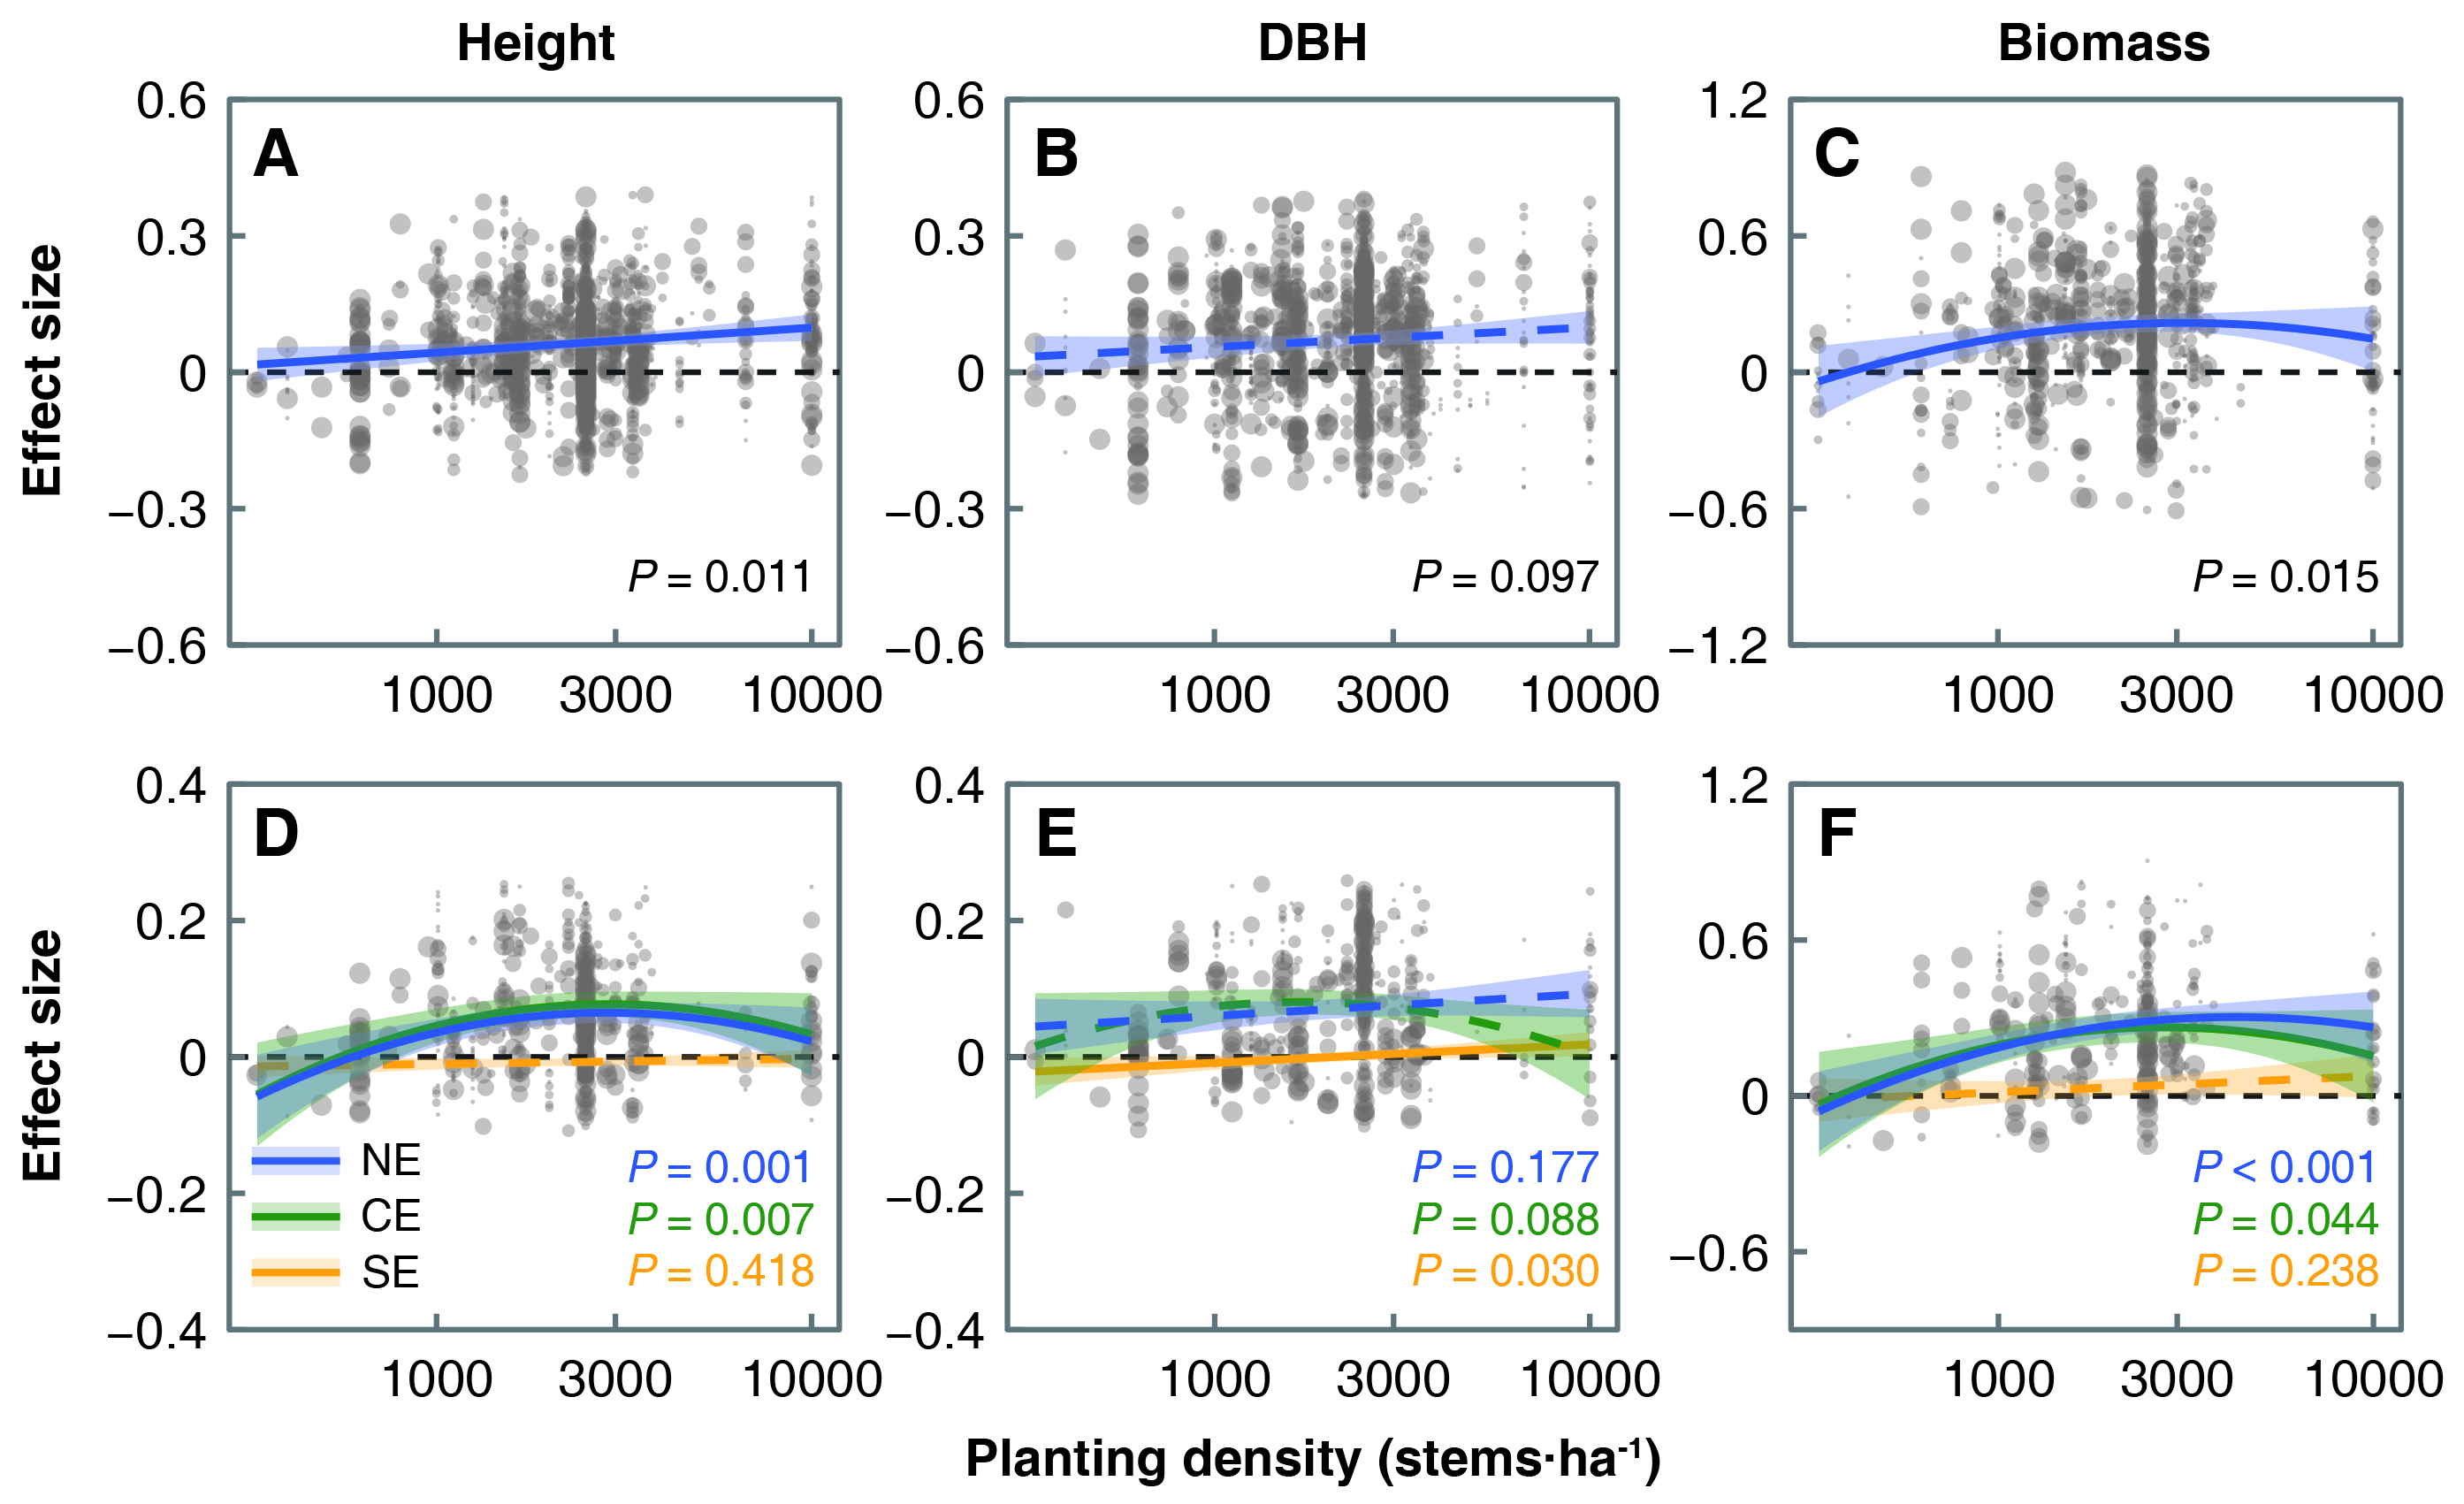 Height DBH Biomass
0.6 0.6 1.2
A B C
0.3 0.3 0.6
Effect size
0 0 0
−0.3 −0.3 −0.6
P = 0.011 P = 0.097 P = 0.015
−0.6 −0.6 −1.2
1000 3000 10000 1000 3000 10000 1000 3000 10000
0.4 0.4 1.2
D E F
0.2 0.2 0.6
Effect size
0 0 0
NE P = 0.001 P = 0.177 P < 0.001
−0.2 −0.2
CE P = 0.007 P = 0.088 P = 0.044
−0.6
SE P = 0.418 P = 0.030 P = 0.238
−0.4 −0.4
1000 3000 10000 1000 3000 10000 1000 3000 10000
Planting density (stems·ha⁻¹)